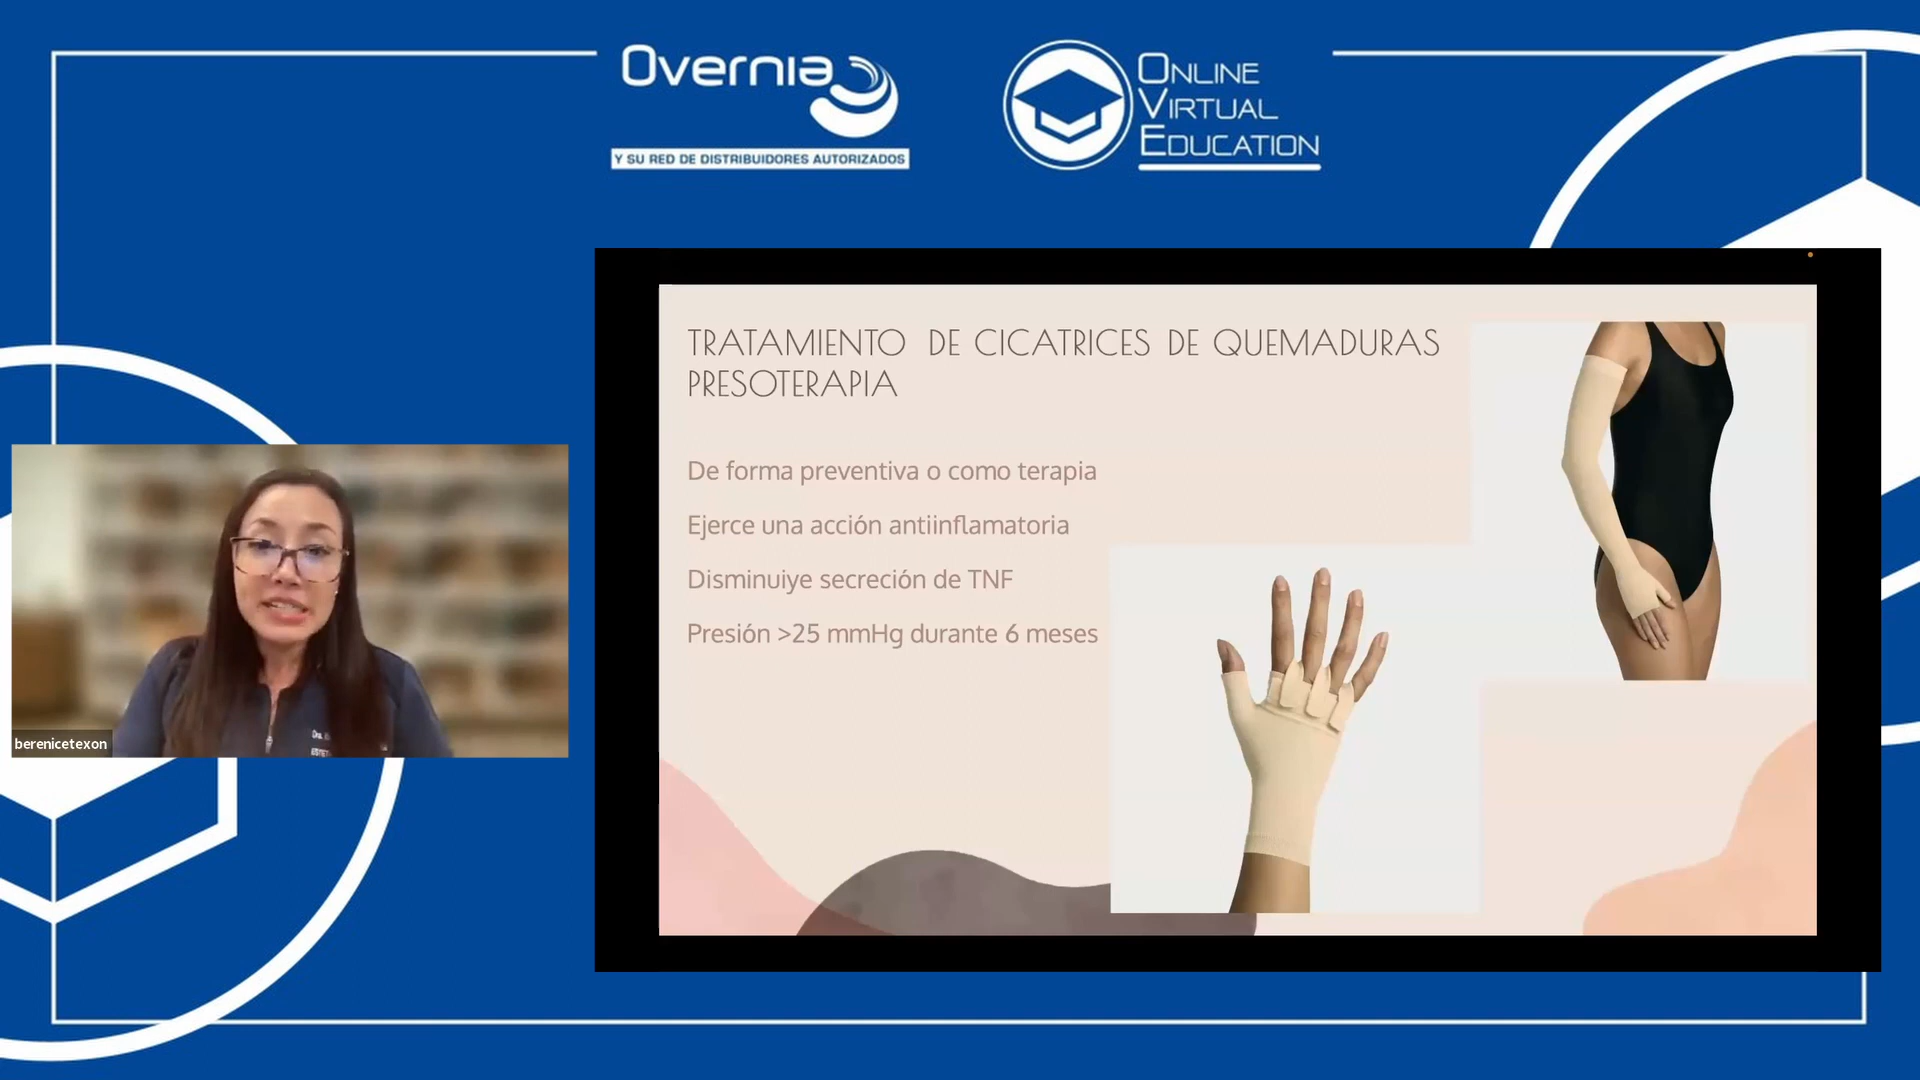 Overnia
Y SU RED DE DISTRIBUIDORES AUTORIZADOS
ONLINE
VIRTUAL
EDUCATION
TRATAMIENTO DE CICATRICES DE QUEMADURAS
PRESOTERAPIA
De forma preventiva o como terapia
Ejerce una acción antiinflamatoria
Disminuiye secreción de TNF
Presión >25 mmHg durante 6 meses
berenicetexon
Dra.